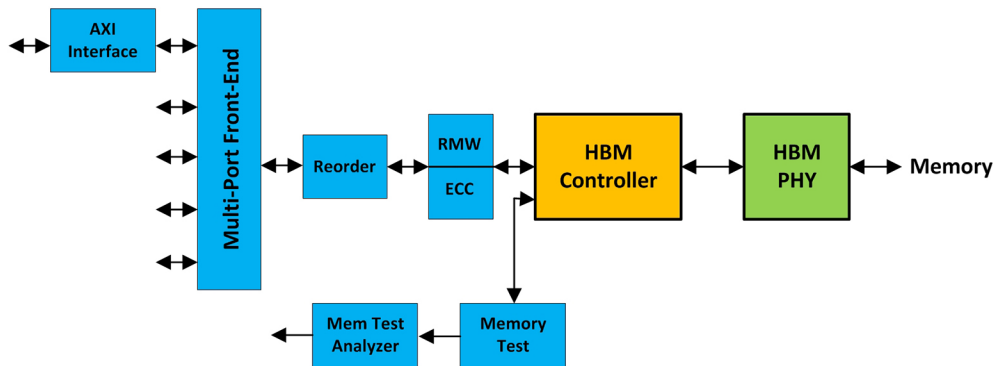 AXI
Interface
Multi-Port Front-End
Reorder
RMW
ECC
HBM
Controller
HBM
PHY
Memory
Mem Test
Analyzer
Memory
Test